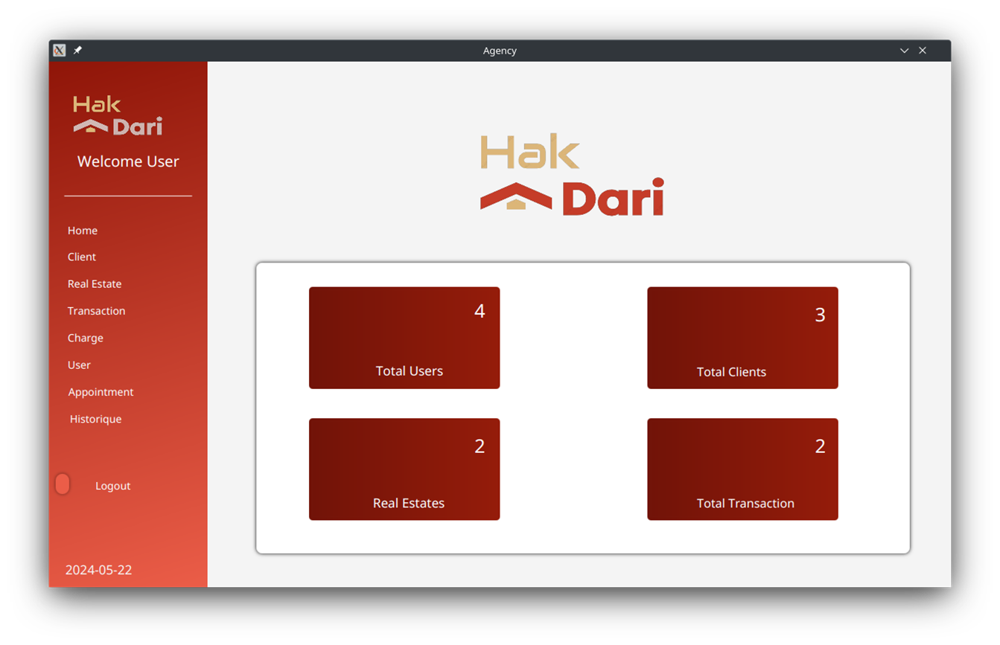 Agency
Hak
Dari
Welcome User
Home
Client
Real Estate
Transaction
Charge
User
Appointment
Historique
Logout
2024-05-22
Hak
Dari
4
Total Users
3
Total Clients
2
Real Estates
2
Total Transaction